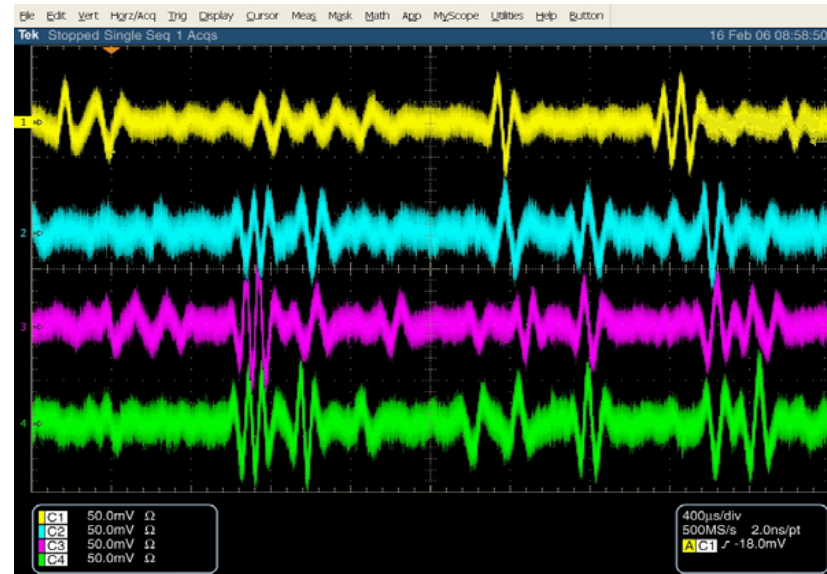 File Edit Vert Horz/Acq Trig Display Cursor Meas Mask Math App MyScope Utilities Help Button
Tek Stopped Single Seq 1 Acqs 16 Feb 06 08:58:50
1
2
3
4
C1 50.0mV Ω
C2 50.0mV Ω
C3 50.0mV Ω
C4 50.0mV Ω
400µs/div
500MS/s 2.0ns/pt
A C1 -18.0mV